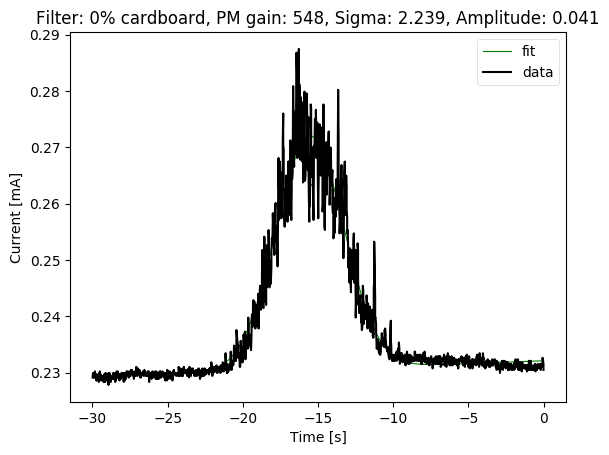 Filter: 0% cardboard, PM gain: 548, Sigma: 2.239, Amplitude: 0.041
fit
data
0.29
0.28
0.27
0.26
0.25
0.24
0.23
Current [mA]
−30
−25
−20
−15
−10
−5
0
Time [s]